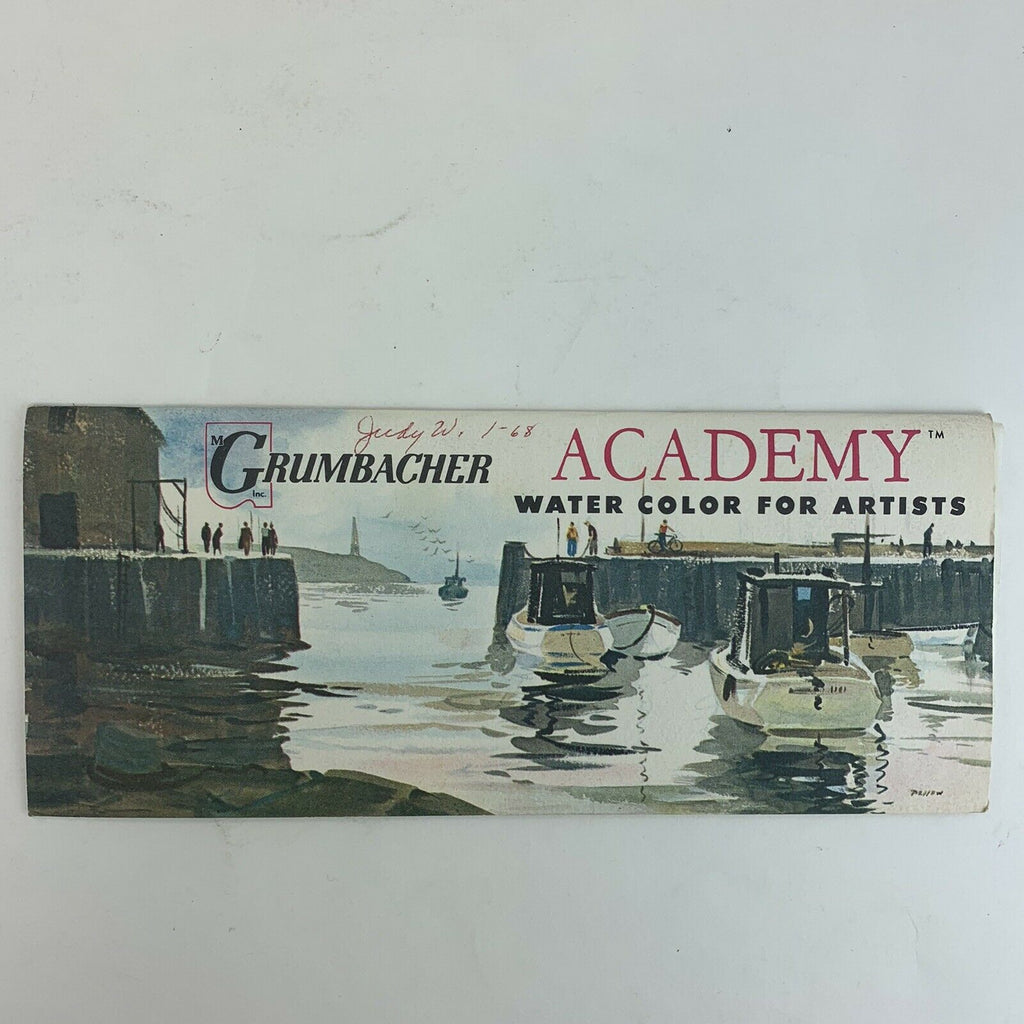 Judy W. 1-68
M GRUMBACHER Inc.
ACADEMY™
WATER COLOR FOR ARTISTS